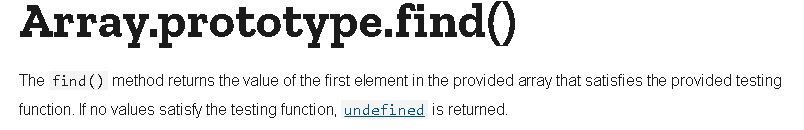 Array.prototype.find()
The find() method returns the value of the first element in the provided array that satisfies the provided testing
function. If no values satisfy the testing function, undefined is returned.